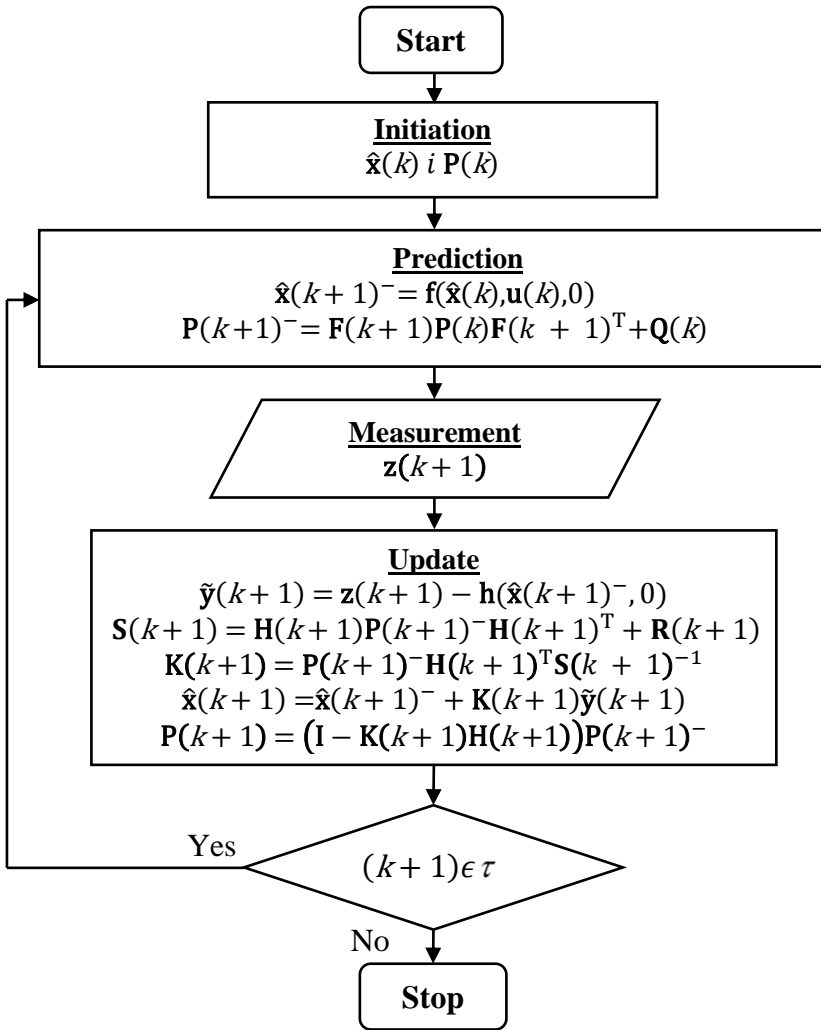 Start
Initiation
x̂(k) i P(k)
Prediction
x̂(k+1)⁻= f(x̂(k),u(k),0)
P(k+1)⁻= F(k+1)P(k)F(k + 1)ᵀ+Q(k)
Measurement
z(k+1)
Update
ỹ(k+1) = z(k+1) − h(x̂(k+1)⁻, 0)
S(k+1) = H(k+1)P(k+1)⁻H(k+1)ᵀ + R(k+1)
K(k+1) = P(k+1)⁻H(k+1)ᵀS(k + 1)⁻¹
x̂(k+1) =x̂(k+1)⁻ + K(k+1)ỹ(k+1)
P(k+1) = (I − K(k+1)H(k+1))P(k+1)⁻
Yes
(k+1)ϵ τ
No
Stop